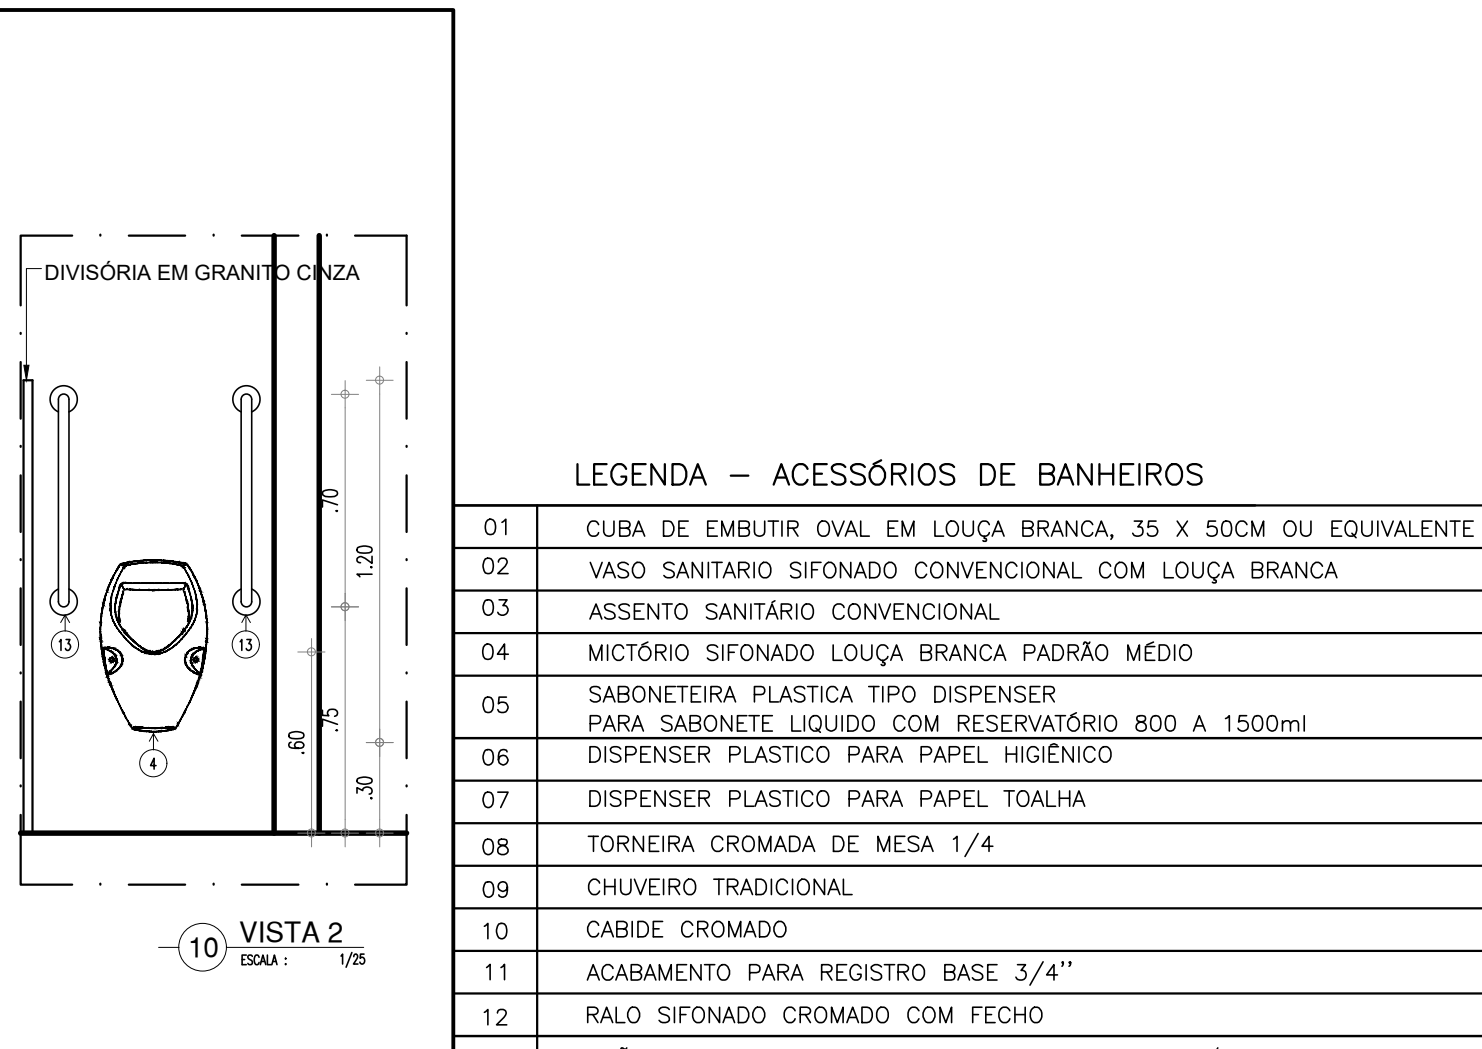 DIVISÓRIA EM GRANITO CINZA
.70
1.20
13
13
.75
.60
4
.30
10
VISTA 2
ESCALA : 1/25
LEGENDA – ACESSÓRIOS DE BANHEIROS
01 CUBA DE EMBUTIR OVAL EM LOUÇA BRANCA, 35 X 50CM OU EQUIVALENTE
02 VASO SANITARIO SIFONADO CONVENCIONAL COM LOUÇA BRANCA
03 ASSENTO SANITÁRIO CONVENCIONAL
04 MICTÓRIO SIFONADO LOUÇA BRANCA PADRÃO MÉDIO
05 SABONETEIRA PLASTICA TIPO DISPENSER
PARA SABONETE LIQUIDO COM RESERVATÓRIO 800 A 1500ml
06 DISPENSER PLASTICO PARA PAPEL HIGIÊNICO
07 DISPENSER PLASTICO PARA PAPEL TOALHA
08 TORNEIRA CROMADA DE MESA 1/4
09 CHUVEIRO TRADICIONAL
10 CABIDE CROMADO
11 ACABAMENTO PARA REGISTRO BASE 3/4''
12 RALO SIFONADO CROMADO COM FECHO